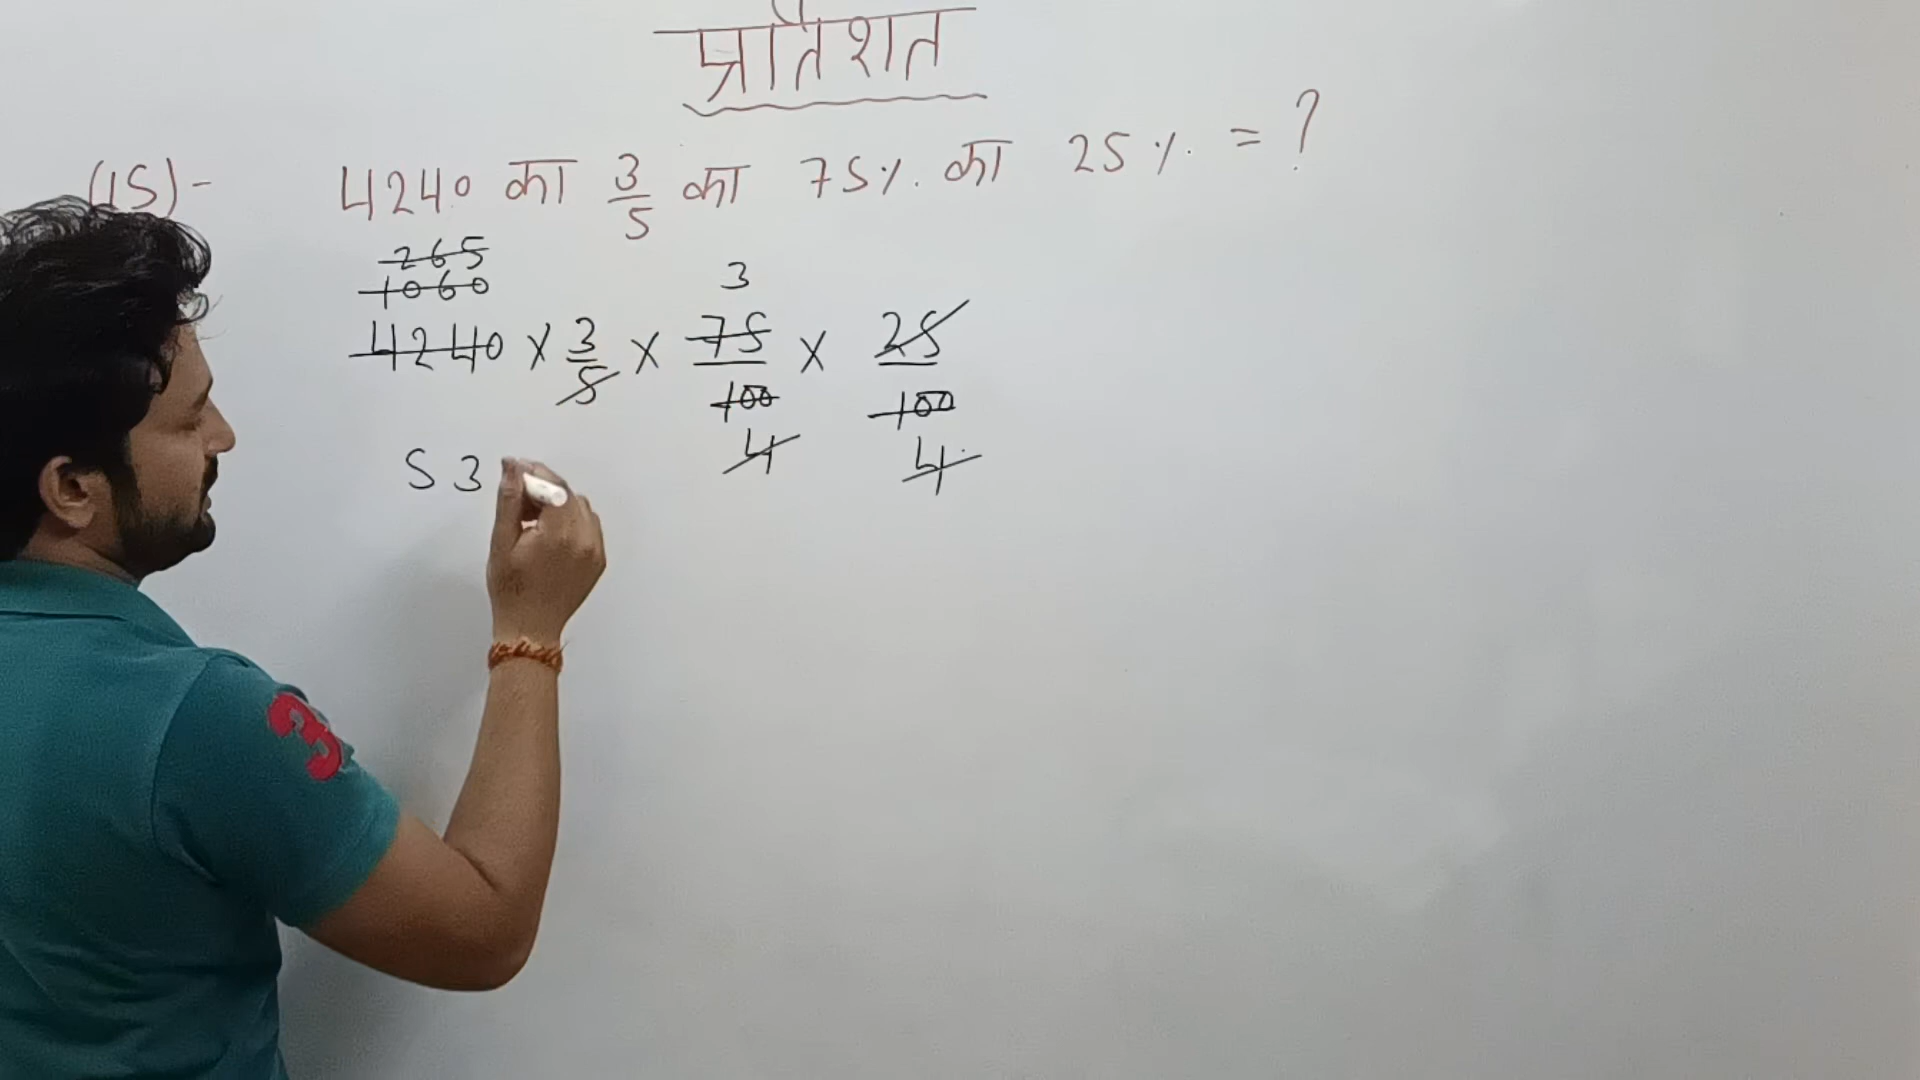 प्रतिशत
(15)- 4240 का 3/5 का 75% का 25% = ?
265
1060 3
4240 × 3/5 × 75/100 × 25/100
4 4
53
3